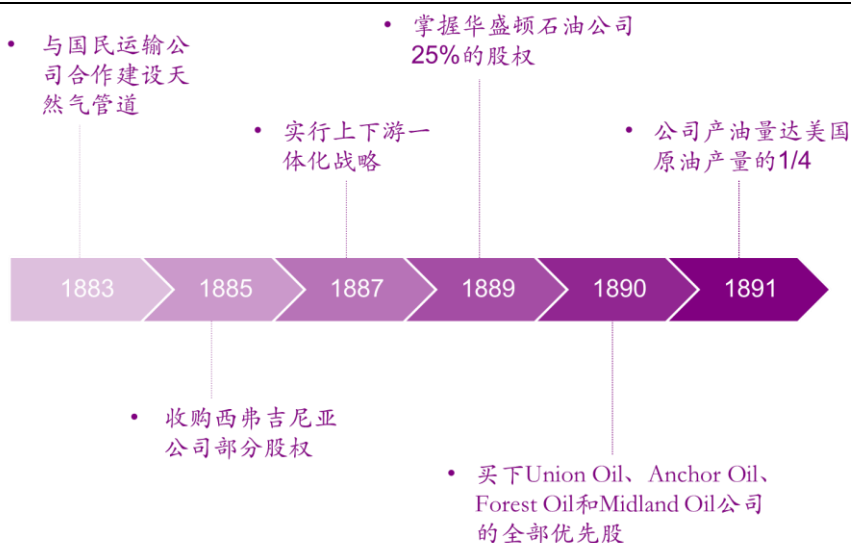 • 与国民运输公
司合作建设天
然气管道
• 实行上下游一
体化战略
• 掌握华盛顿石油公司
25%的股权
• 公司产油量达美国
原油产量的1/4
1883
1885
1887
1889
1890
1891
• 收购西弗吉尼亚
公司部分股权
• 买下Union Oil、Anchor Oil、
Forest Oil和Midland Oil公司
的全部优先股